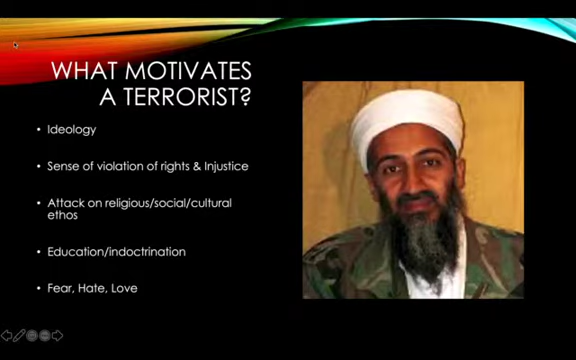 WHAT MOTIVATES
A TERRORIST?
• Ideology
• Sense of violation of rights & Injustice
• Attack on religious/social/cultural
ethos
• Education/indoctrination
• Fear, Hate, Love